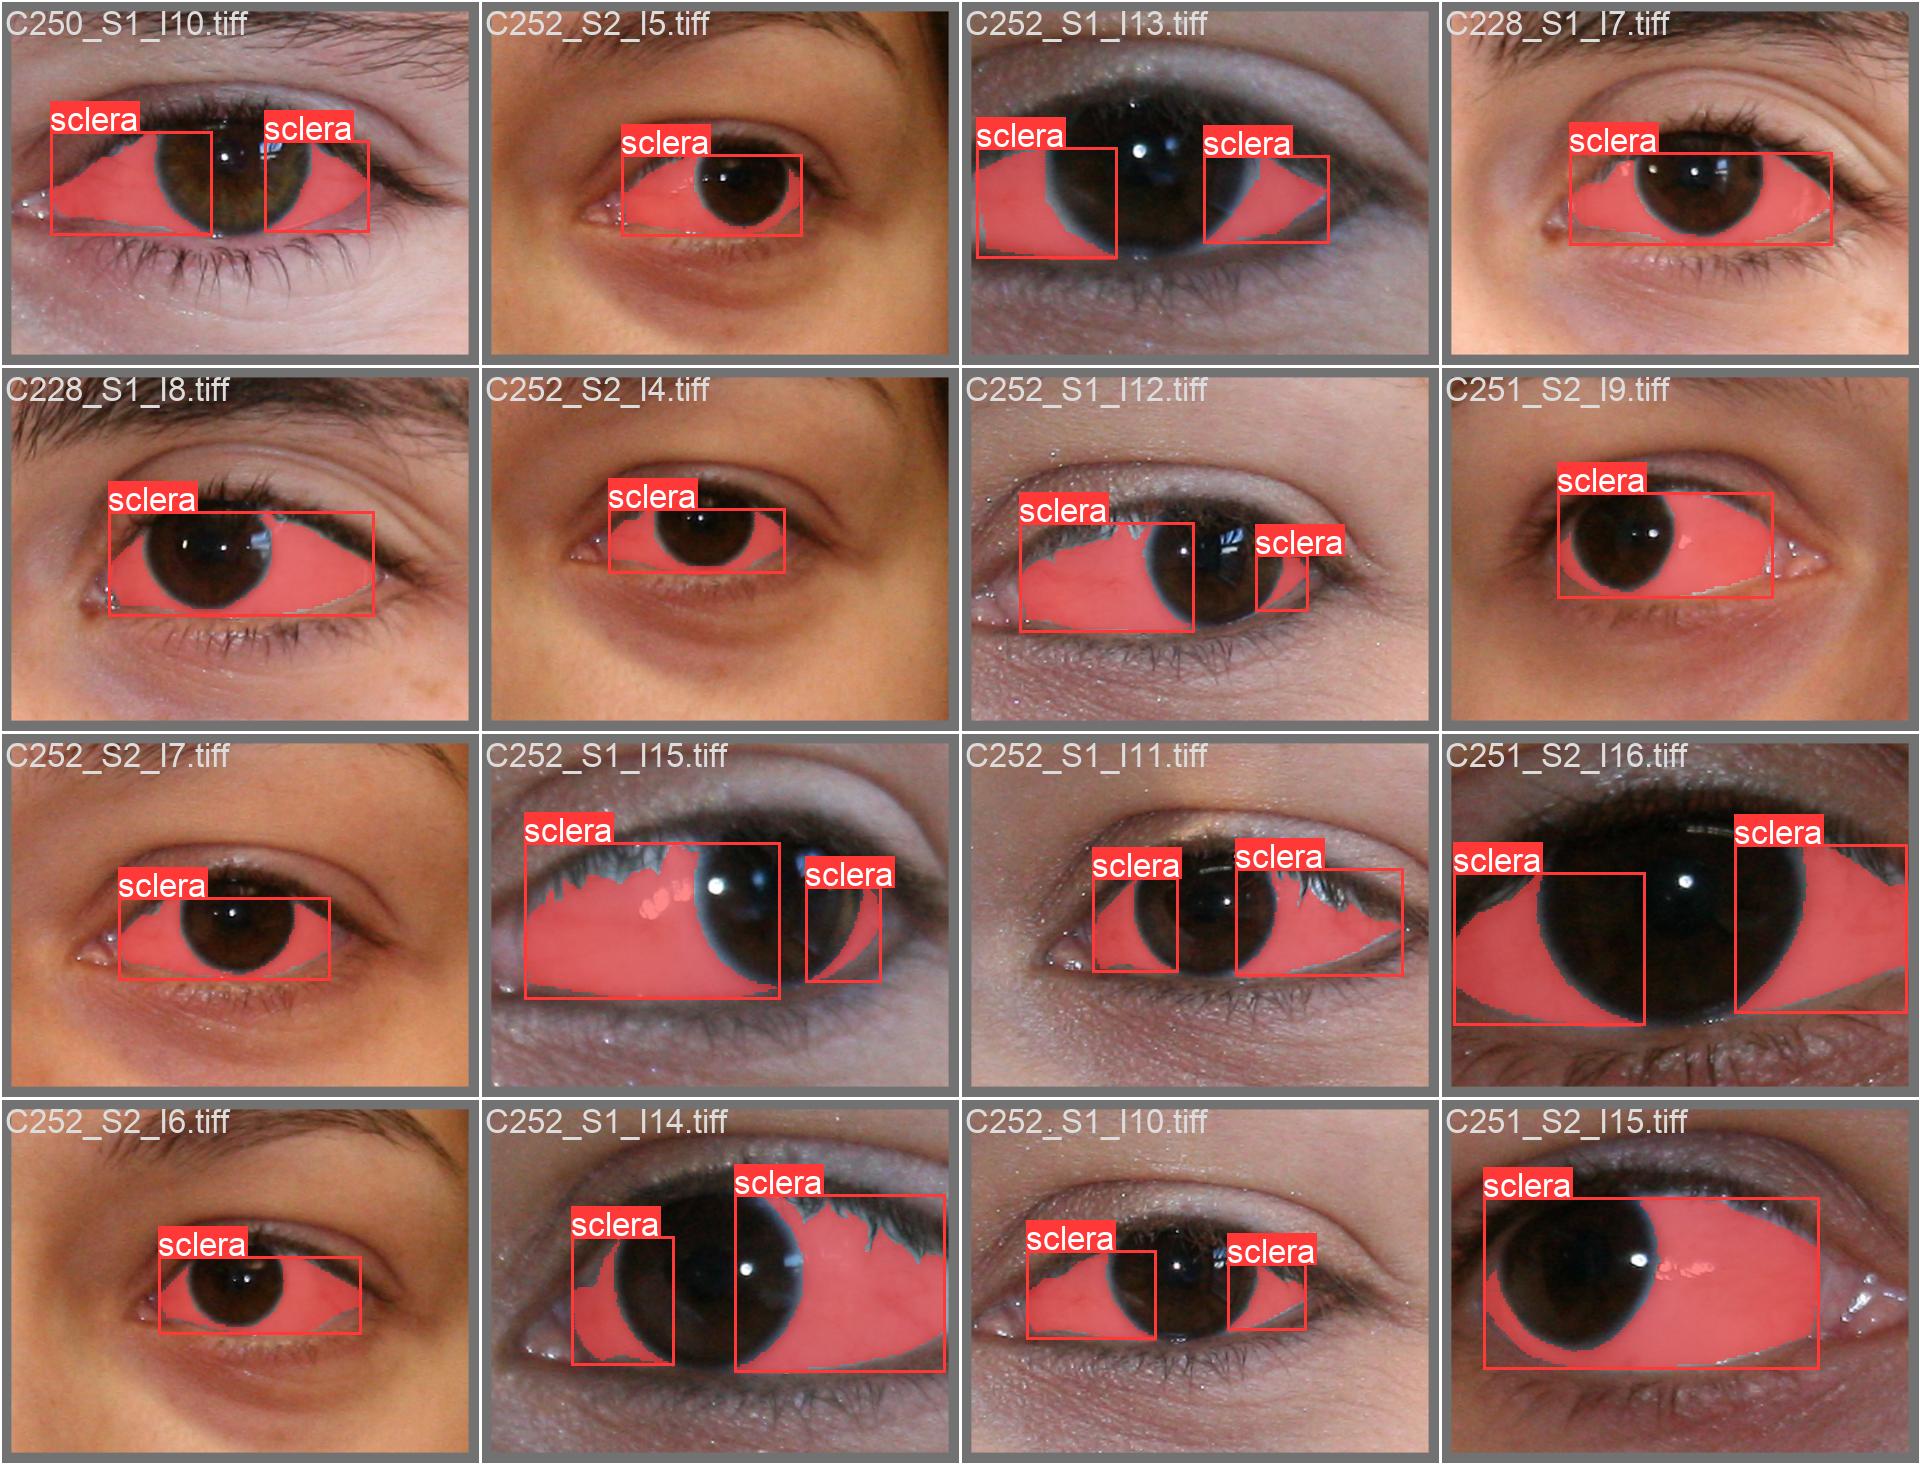 C250_S1_I10.tiff
sclera
sclera
C252_S2_I5.tiff
sclera
C252_S1_I13.tiff
sclera
sclera
C228_S1_I7.tiff
sclera
C228_S1_I8.tiff
sclera
C252_S2_I4.tiff
sclera
C252_S1_I12.tiff
sclera
sclera
C251_S2_I9.tiff
sclera
C252_S2_I7.tiff
sclera
C252_S1_I15.tiff
sclera
sclera
C252_S1_I11.tiff
sclera
sclera
C251_S2_I16.tiff
sclera
sclera
C252_S2_I6.tiff
sclera
C252_S1_I14.tiff
sclera
sclera
C252_S1_I10.tiff
sclera
sclera
C251_S2_I15.tiff
sclera